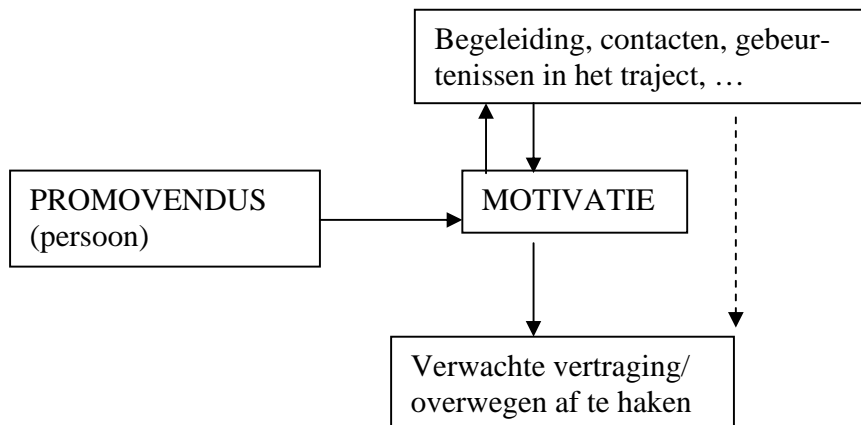 Begeleiding, contacten, gebeur-
tenissen in het traject, …
PROMOVENDUS
(persoon)
MOTIVATIE
Verwachte vertraging/
overwegen af te haken